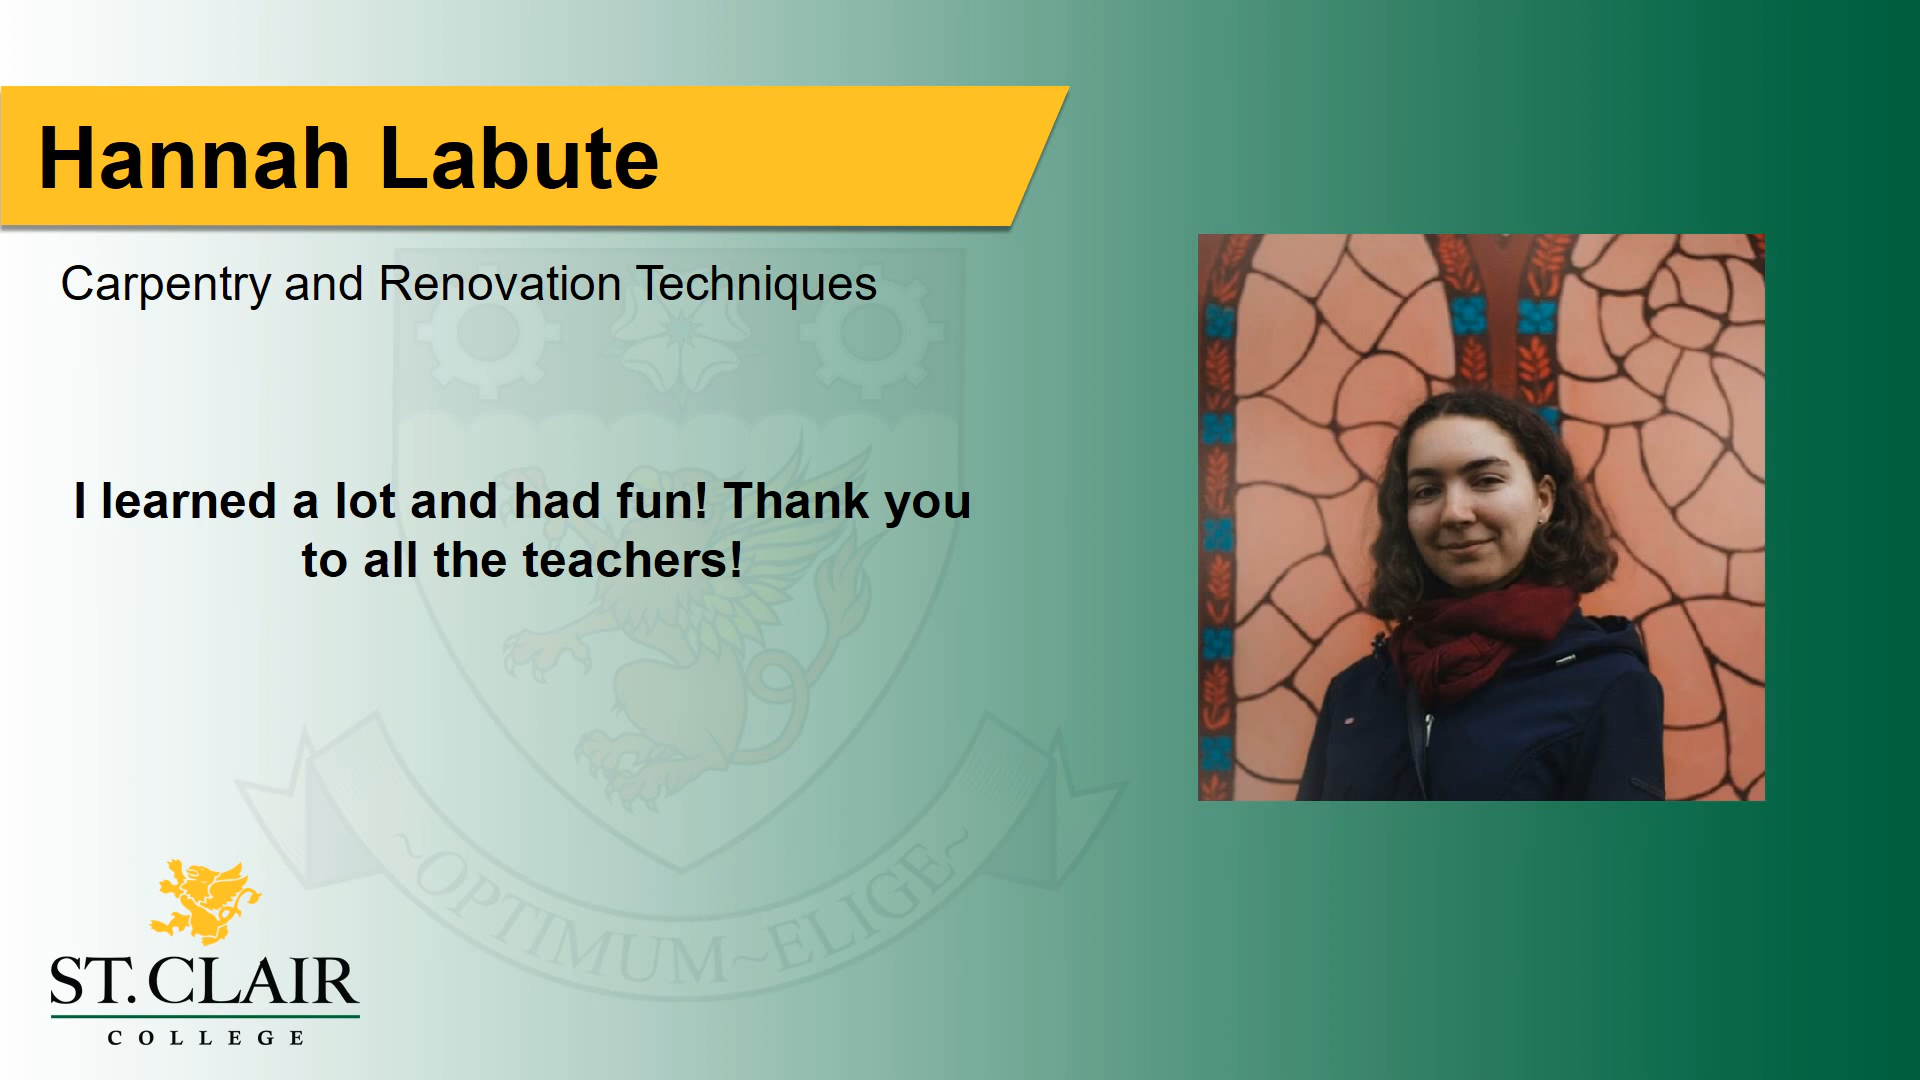 Hannah Labute
Carpentry and Renovation Techniques
I learned a lot and had fun! Thank you
to all the teachers!
~OPTIMUM~ELIGE~
ST. CLAIR
COLLEGE